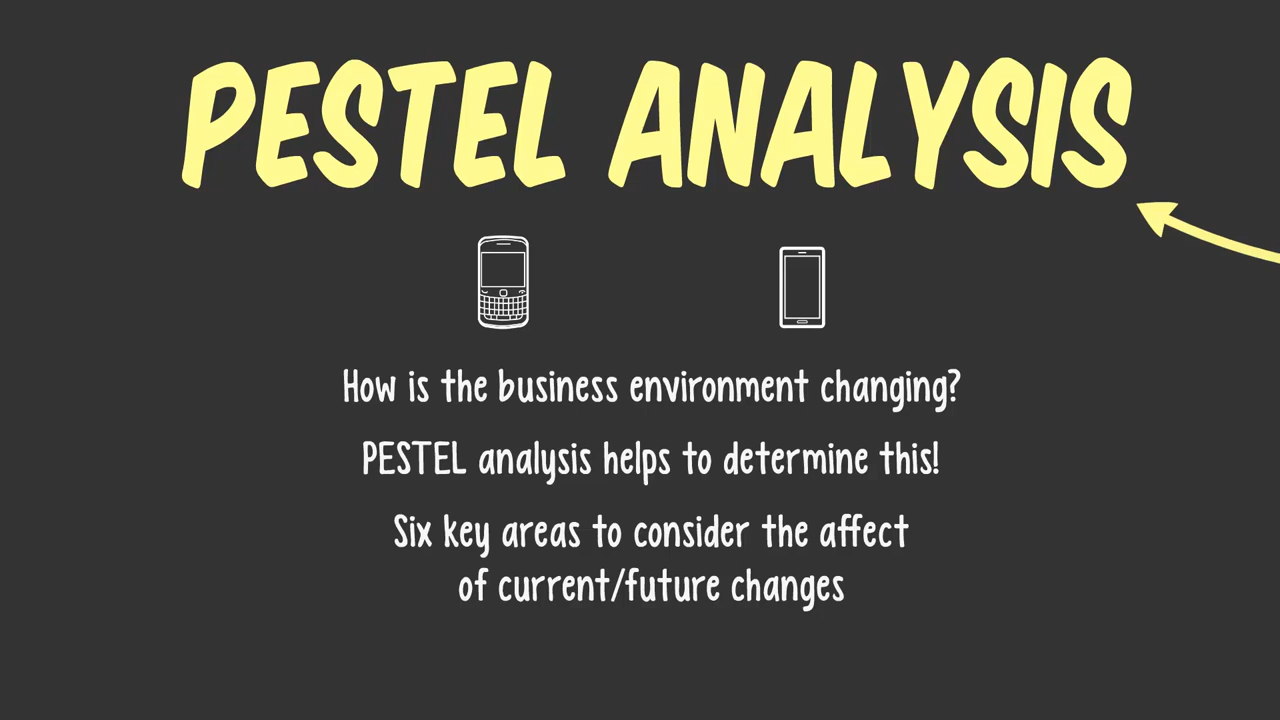 PESTEL ANALYSIS
How is the business environment changing?
PESTEL analysis helps to determine this!
Six key areas to consider the affect
of current/future changes